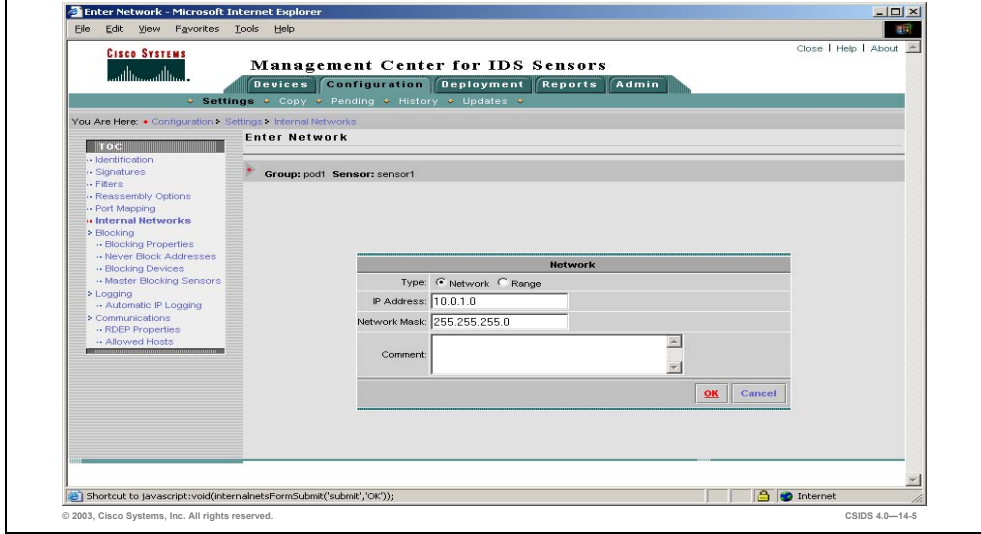 Enter Network - Microsoft Internet Explorer
File Edit View Favorites Tools Help
Close | Help | About
CISCO SYSTEMS
Management Center for IDS Sensors
Devices Configuration Deployment Reports Admin
Settings Copy Pending History Updates
You Are Here: Configuration > Settings > Internal Networks
TOC
Identification
Signatures
Filters
Reassembly Options
Port Mapping
Internal Networks
Blocking
Blocking Properties
Never Block Addresses
Blocking Devices
Master Blocking Sensors
Logging
Automatic IP Logging
Communications
RDEP Properties
Allowed Hosts
Enter Network
Group: pod1 Sensor: sensor1
Network
Type: Network Range
IP Address: 10.0.1.0
Network Mask: 255.255.255.0
Comment:
OK Cancel
Shortcut to javascript:void(internalnetsFormSubmit('submit','OK'));
Internet
© 2003, Cisco Systems, Inc. All rights reserved.
CSIDS 4.0—14-5